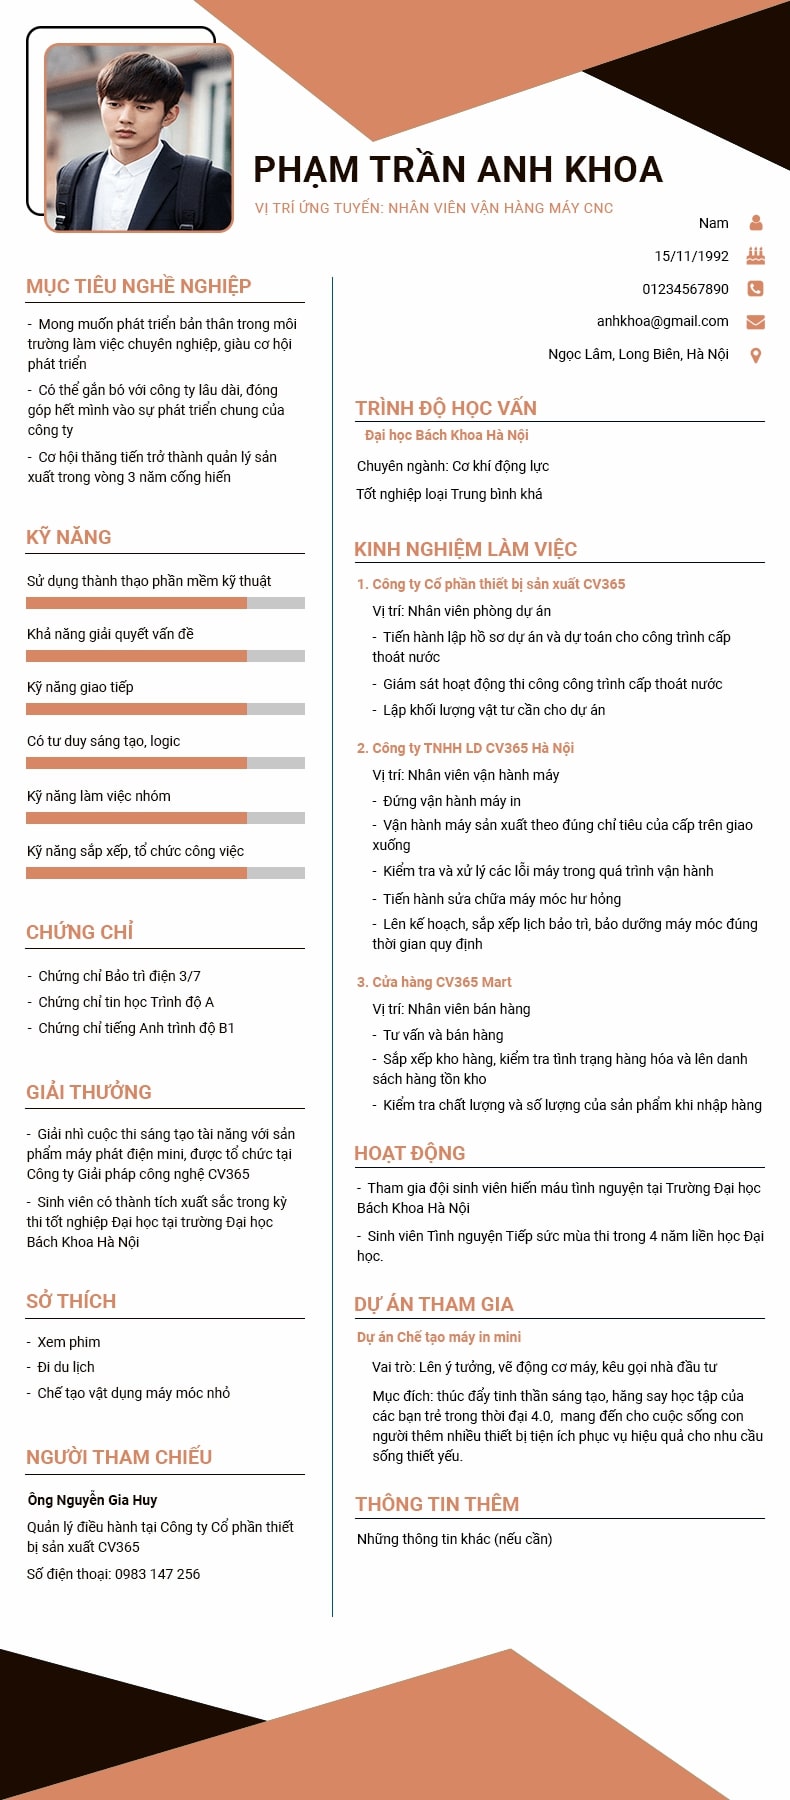 PHẠM TRẦN ANH KHOA
VỊ TRÍ ỨNG TUYỂN: NHÂN VIÊN VẬN HÀNG MÁY CNC
Nam
15/11/1992
01234567890
anhkhoa@gmail.com
Ngọc Lâm, Long Biên, Hà Nội
MỤC TIÊU NGHỀ NGHIỆP
- Mong muốn phát triển bản thân trong môi
trường làm việc chuyên nghiệp, giàu cơ hội
phát triển
- Có thể gắn bó với công ty lâu dài, đóng
góp hết mình vào sự phát triển chung của
công ty
- Cơ hội thăng tiến trở thành quản lý sản
xuất trong vòng 3 năm cống hiến
KỸ NĂNG
Sử dụng thành thạo phần mềm kỹ thuật
Khả năng giải quyết vấn đề
Kỹ năng giao tiếp
Có tư duy sáng tạo, logic
Kỹ năng làm việc nhóm
Kỹ năng sắp xếp, tổ chức công việc
CHỨNG CHỈ
- Chứng chỉ Bảo trì điện 3/7
- Chứng chỉ tin học Trình độ A
- Chứng chỉ tiếng Anh trình độ B1
GIẢI THƯỞNG
- Giải nhì cuộc thi sáng tạo tài năng với sản
phẩm máy phát điện mini, được tổ chức tại
Công ty Giải pháp công nghệ CV365
- Sinh viên có thành tích xuất sắc trong kỳ
thi tốt nghiệp Đại học tại trường Đại học
Bách Khoa Hà Nội
SỞ THÍCH
- Xem phim
- Đi du lịch
- Chế tạo vật dụng máy móc nhỏ
NGƯỜI THAM CHIẾU
Ông Nguyễn Gia Huy
Quản lý điều hành tại Công ty Cổ phần thiết
bị sản xuất CV365
Số điện thoại: 0983 147 256
TRÌNH ĐỘ HỌC VẤN
Đại học Bách Khoa Hà Nội
Chuyên ngành: Cơ khí động lực
Tốt nghiệp loại Trung bình khá
KINH NGHIỆM LÀM VIỆC
1. Công ty Cổ phần thiết bị sản xuất CV365
Vị trí: Nhân viên phòng dự án
- Tiến hành lập hồ sơ dự án và dự toán cho công trình cấp
thoát nước
- Giám sát hoạt động thi công công trình cấp thoát nước
- Lập khối lượng vật tư cần cho dự án
2. Công ty TNHH LD CV365 Hà Nội
Vị trí: Nhân viên vận hành máy
- Đứng vận hành máy in
- Vận hành máy sản xuất theo đúng chỉ tiêu của cấp trên giao
xuống
- Kiểm tra và xử lý các lỗi máy trong quá trình vận hành
- Tiến hành sửa chữa máy móc hư hỏng
- Lên kế hoạch, sắp xếp lịch bảo trì, bảo dưỡng máy móc đúng
thời gian quy định
3. Cửa hàng CV365 Mart
Vị trí: Nhân viên bán hàng
- Tư vấn và bán hàng
- Sắp xếp kho hàng, kiểm tra tình trạng hàng hóa và lên danh
sách hàng tồn kho
- Kiểm tra chất lượng và số lượng của sản phẩm khi nhập hàng
HOẠT ĐỘNG
- Tham gia đội sinh viên hiến máu tình nguyện tại Trường Đại học
Bách Khoa Hà Nội
- Sinh viên Tình nguyện Tiếp sức mùa thi trong 4 năm liền học Đại
học.
DỰ ÁN THAM GIA
Dự án Chế tạo máy in mini
Vai trò: Lên ý tưởng, vẽ động cơ máy, kêu gọi nhà đầu tư
Mục đích: thúc đẩy tinh thần sáng tạo, hăng say học tập của
các bạn trẻ trong thời đại 4.0, mang đến cho cuộc sống con
người thêm nhiều thiết bị tiện ích phục vụ hiệu quả cho nhu cầu
sống thiết yếu.
THÔNG TIN THÊM
Những thông tin khác (nếu cần)